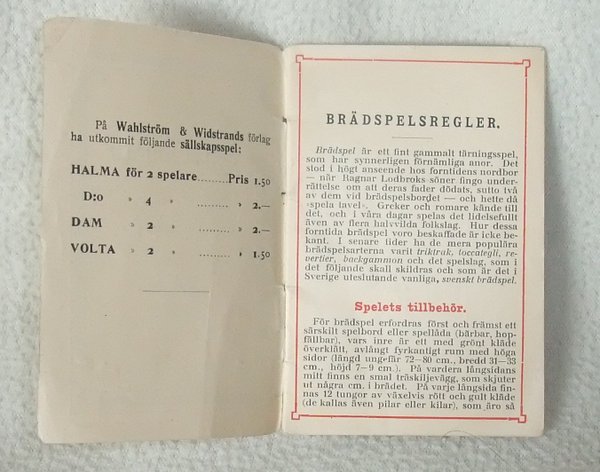 På Wahlström & Widstrands förlag
ha utkommit följande sällskapsspel:
HALMA för 2 spelare........Pris 1.50
D:o » 4 » ......... » 2.—
DAM » 2 » ......... » 2.—
VOLTA » 2 » ......... » 1.50
BRÄDSPELSREGLER.
Brädspel är ett fint gammalt tärningsspel,
som har synnerligen förnämliga anor. Det
stod i högt anseende hos forntidens nordbor
— när Ragnar Lodbroks söner fingo under-
rättelse om att deras fader dödats, sutto två
av dem vid brädspelsbordet — och hette då
»spela tavel». Greker och romare kände till
det, och i våra dagar spelas det lidelsefullt
även av flera halvvilda folkslag. Hur dessa
forntida brädspel voro beskaffade är icke be-
kant. I senare tider ha de mera populära
brädspelsarterna varit triktrak, toccategli, re-
vertier, backgammon och det spelslag, som i
det följande skall skildras och som är det i
Sverige uteslutande vanliga, svenskt brädspel.
Spelets tillbehör.
För brädspel erfordras först och främst ett
särskilt spelbord eller spellåda (bärbar, hop-
fällbar), vars inre är ett med grönt kläde
överklätt, avlångt fyrkantigt rum med höga
sidor (längd ungefär 72—80 cm., bredd 31—33
cm., höjd 7—9 cm.). På vardera långsidans
mitt finns en smal träskiljevägg, som skjuter
ut några cm. i brädet. På varje långsida fin-
nas 12 tungor av växelvis rött och gult kläde
(de kallas även pilar eller kilar), som äro så